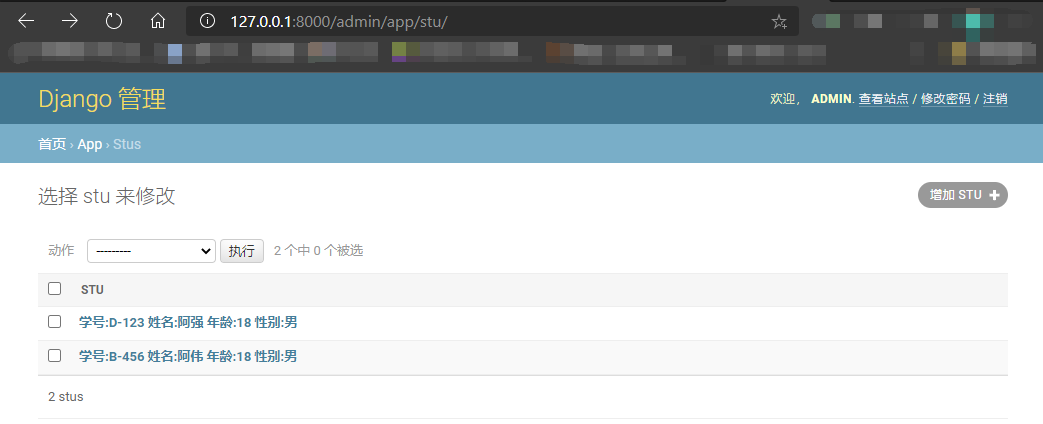 127.0.0.1:8000/admin/app/stu/
Django 管理
欢迎， ADMIN. 查看站点 / 修改密码 / 注销
首页 › App › Stus
选择 stu 来修改
增加 STU
动作 --------- 执行 2 个中 0 个被选
STU
学号:D-123 姓名:阿强 年龄:18 性别:男
学号:B-456 姓名:阿伟 年龄:18 性别:男
2 stus